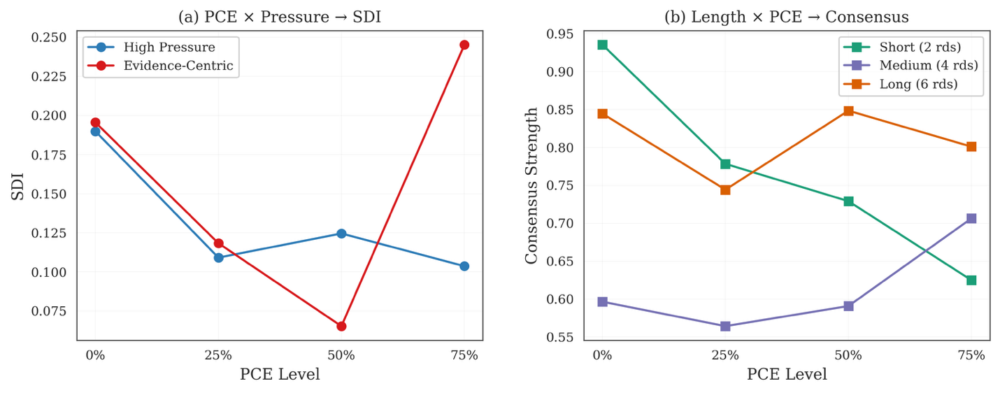 (a) PCE × Pressure → SDI
High Pressure
Evidence-Centric
0.250
0.225
0.200
0.175
0.150
0.125
0.100
0.075
SDI
0% 25% 50% 75%
PCE Level
(b) Length × PCE → Consensus
Short (2 rds)
Medium (4 rds)
Long (6 rds)
0.95
0.90
0.85
0.80
0.75
0.70
0.65
0.60
0.55
Consensus Strength
0% 25% 50% 75%
PCE Level